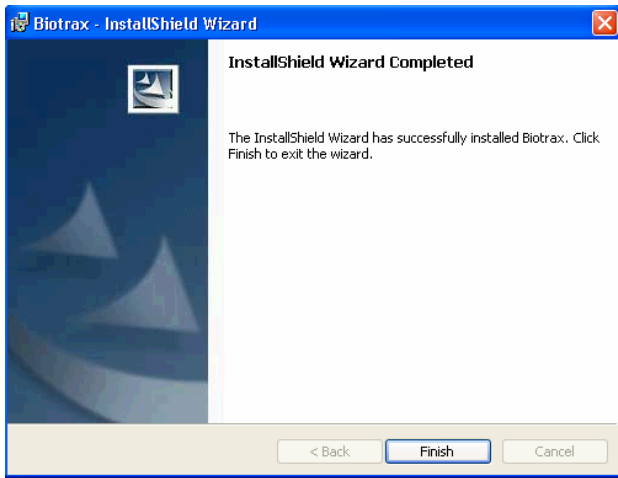 Biotrax - InstallShield Wizard
InstallShield Wizard Completed
The InstallShield Wizard has successfully installed Biotrax. Click
Finish to exit the wizard.
< Back
Finish
Cancel